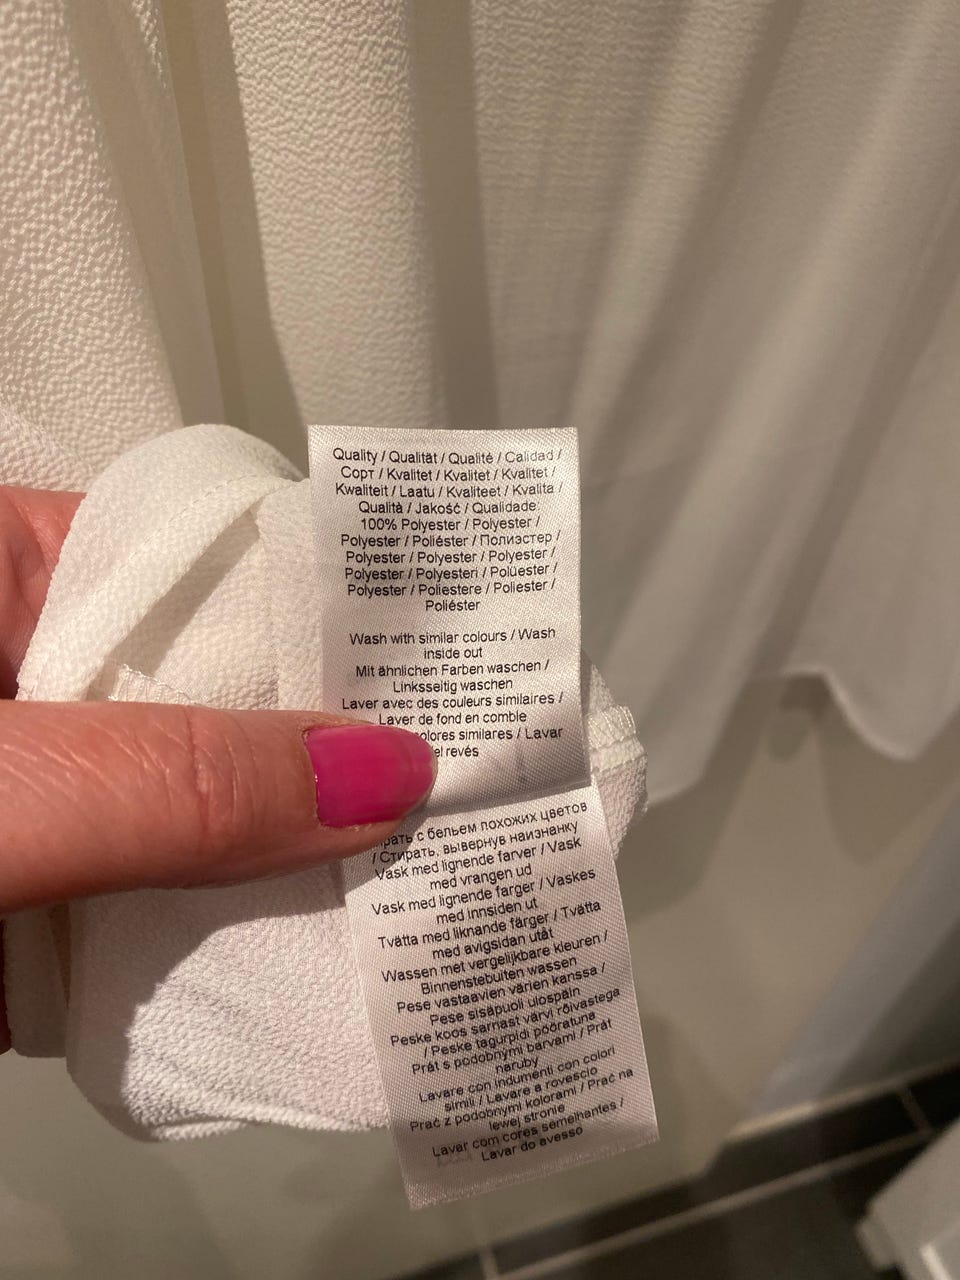 Quality / Qualität / Qualité / Calidad /
Сорт / Kvalitet / Kvalitet / Kvalitet /
Kwaliteit / Laatu / Kvaliteet / Kvalita /
Qualità / Jakość / Qualidade:
100% Polyester / Polyester /
Polyester / Poliéster / Полиэстер /
Polyester / Polyester / Polyester /
Polyester / Polyesteri / Polüester /
Polyester / Poliestere / Poliester /
Poliéster
Wash with similar colours / Wash
inside out
Mit ähnlichen Farben waschen /
Linksseitig waschen
Laver avec des couleurs similaires /
Laver de fond en comble
similares / Lavar
revés
с бельем похожих цветов
/ Стирать, вывернув наизнанку
Vask med lignende farver / Vask
med vrangen ud
Vask med lignende farger / Vaskes
med innsiden ut
Tvätta med liknande färger / Tvätta
med avigsidan utåt
Wassen met vergelijkbare kleuren /
Binnenstebuiten wassen
Pese vastaavien värien kanssa /
Pese sisäpuoli ulospäin
Peske koos sarnast värvi rõivastega
/ Peske tagurpidi pööratuna
Prát s podobnými barvami / Prát
naruby
Lavare con indumenti con colori
simili / Lavare a rovescio
Prać z podobnymi kolorami / Prać na
lewej stronie
Lavar com cores semelhantes /
Lavar do avesso